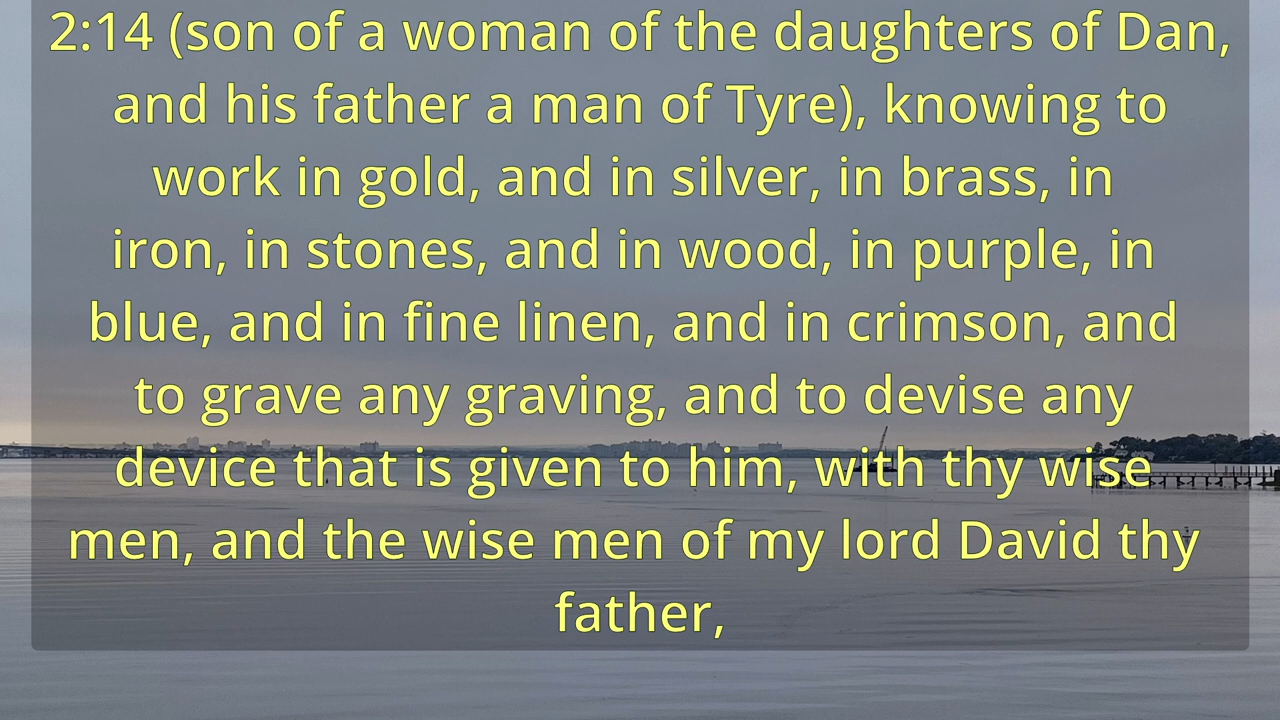 2:14 (son of a woman of the daughters of Dan,
and his father a man of Tyre), knowing to
work in gold, and in silver, in brass, in
iron, in stones, and in wood, in purple, in
blue, and in fine linen, and in crimson, and
to grave any graving, and to devise any
device that is given to him, with thy wise
men, and the wise men of my lord David thy
father,